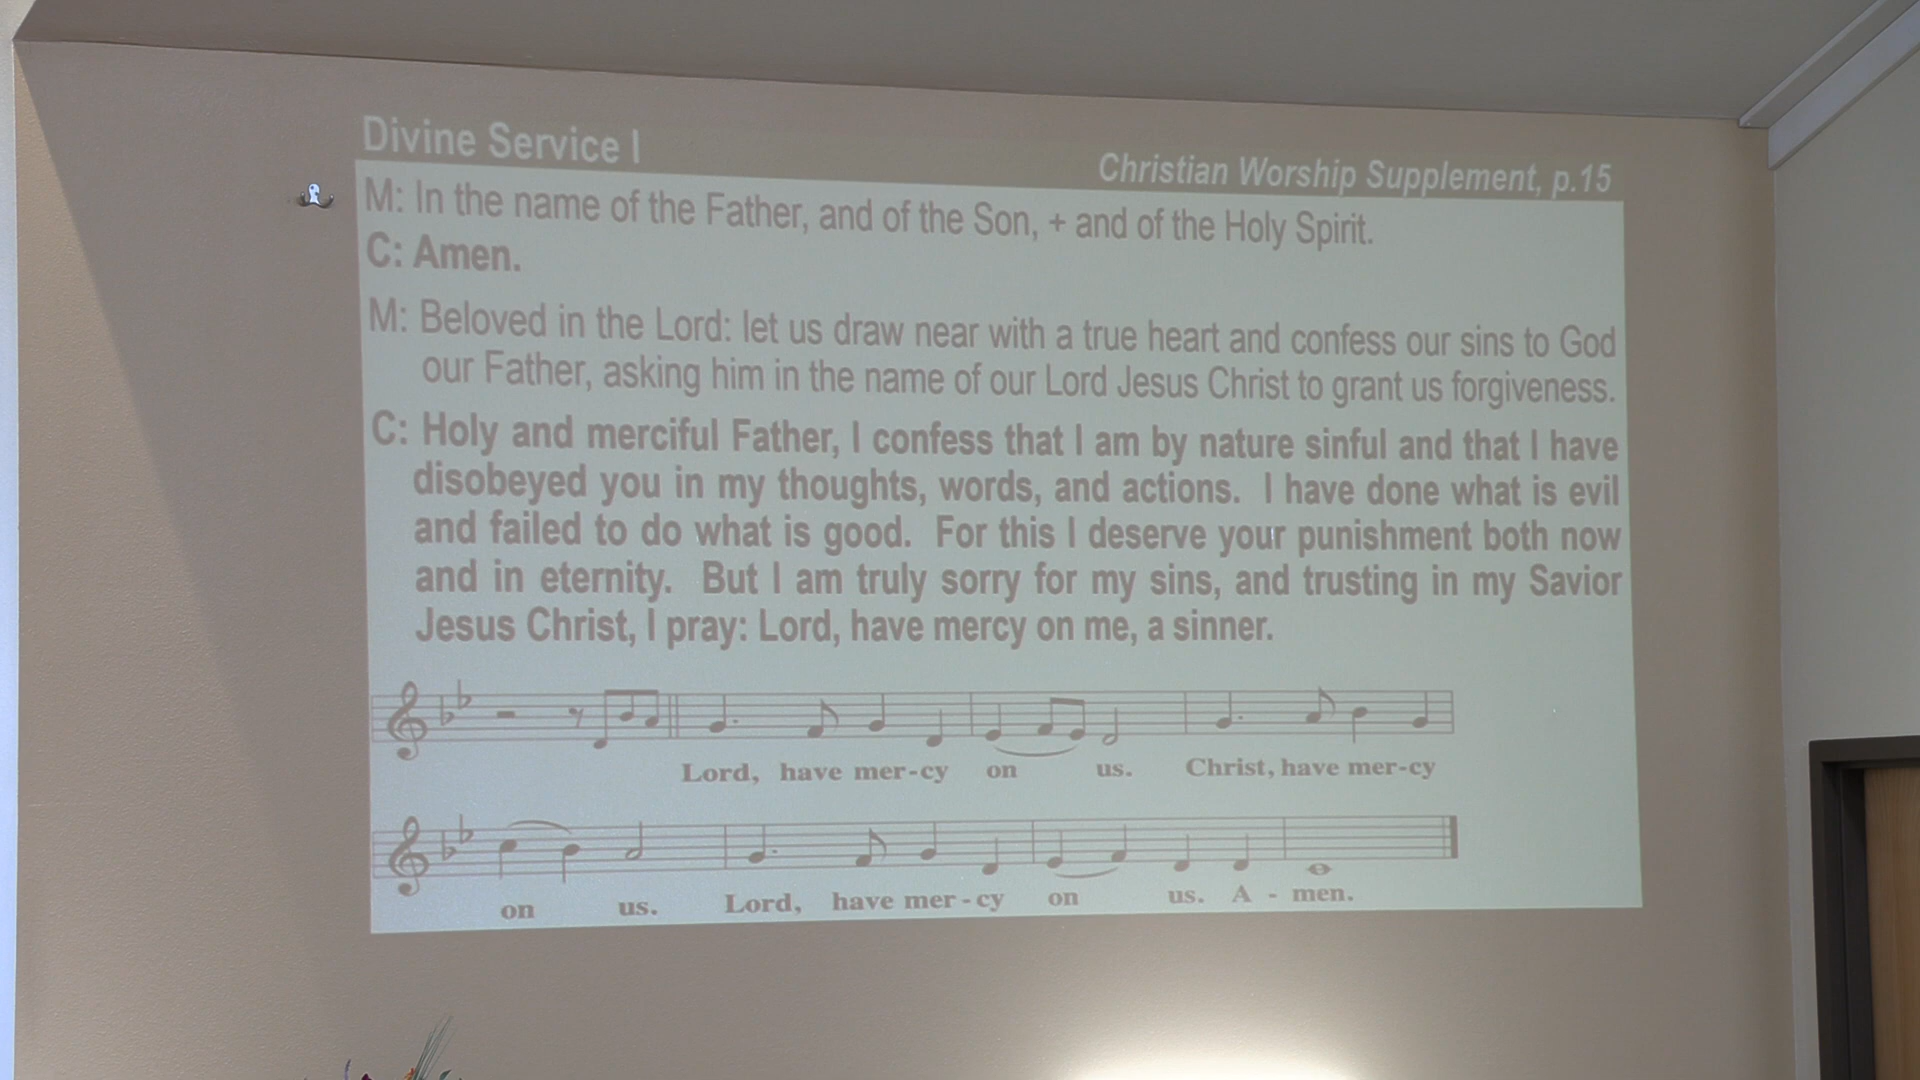 Divine Service I
Christian Worship Supplement, p.15
M: In the name of the Father, and of the Son, + and of the Holy Spirit.
C: Amen.
M: Beloved in the Lord: let us draw near with a true heart and confess our sins to God
our Father, asking him in the name of our Lord Jesus Christ to grant us forgiveness.
C: Holy and merciful Father, I confess that I am by nature sinful and that I have
disobeyed you in my thoughts, words, and actions. I have done what is evil
and failed to do what is good. For this I deserve your punishment both now
and in eternity. But I am truly sorry for my sins, and trusting in my Savior
Jesus Christ, I pray: Lord, have mercy on me, a sinner.
Lord, have mer-cy on us. Christ, have mer-cy
on us. Lord, have mer-cy on us. A - men.